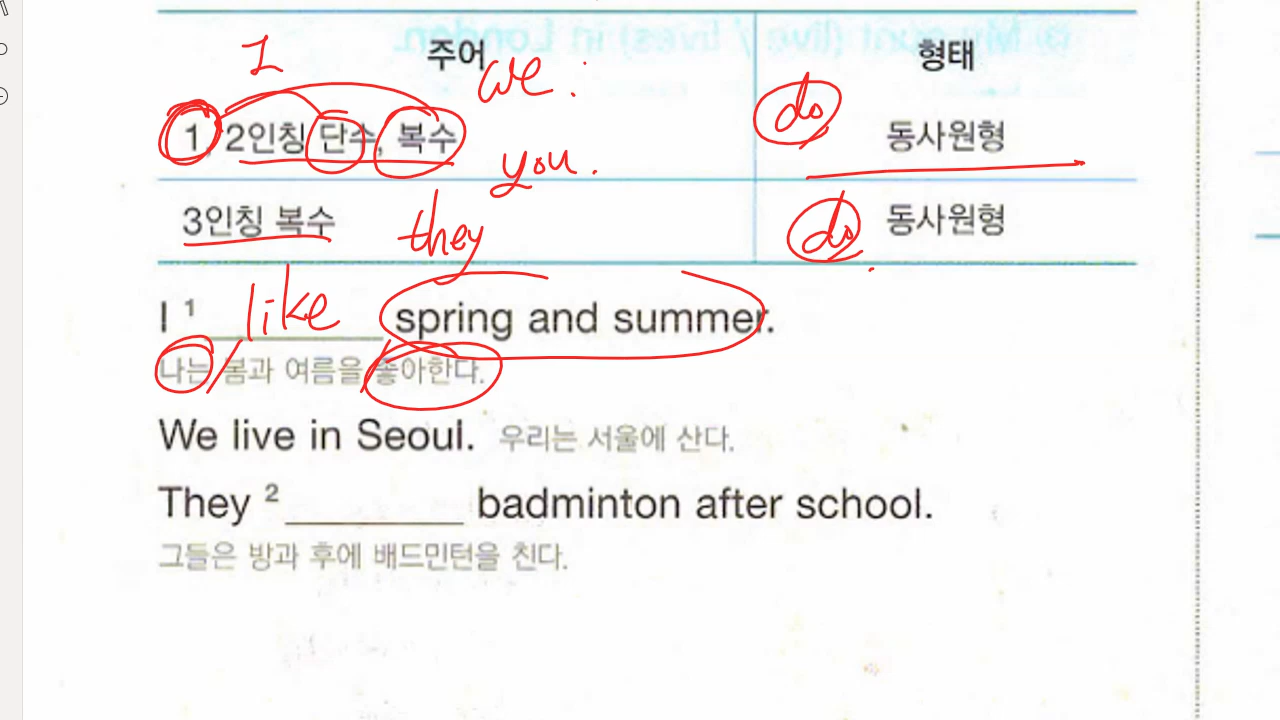 ③ My aunt (live / lives) in London.
I
주어
형태
we.
1, 2인칭 단수, 복수
do
동사원형
you.
3인칭 복수
they
do
동사원형
I ¹ like spring and summer.
나는 / 봄과 여름을 / 좋아한다.
We live in Seoul. 우리는 서울에 산다.
They ² ________ badminton after school.
그들은 방과 후에 배드민턴을 친다.